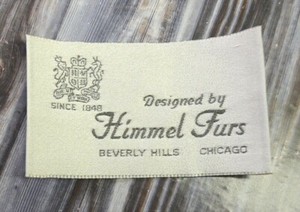 SINCE 1848
Designed by
Himmel Furs
BEVERLY HILLS CHICAGO